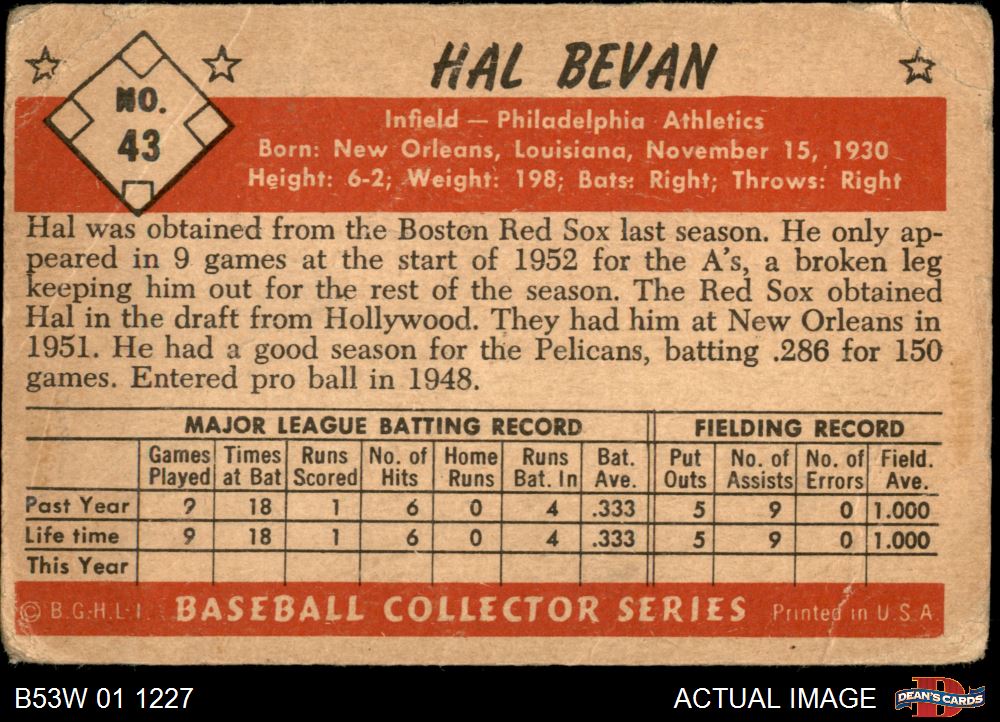 HAL BEVAN
NO.
43
Infield — Philadelphia Athletics
Born: New Orleans, Louisiana, November 15, 1930
Height: 6-2; Weight: 198; Bats: Right; Throws: Right
Hal was obtained from the Boston Red Sox last season. He only ap-
peared in 9 games at the start of 1952 for the A's, a broken leg
keeping him out for the rest of the season. The Red Sox obtained
Hal in the draft from Hollywood. They had him at New Orleans in
1951. He had a good season for the Pelicans, batting .286 for 150
games. Entered pro ball in 1948.
MAJOR LEAGUE BATTING RECORD FIELDING RECORD
Games Times Runs No. of Home Runs Bat. Put No. of No. of Field.
Played at Bat Scored Hits Runs Bat. In Ave. Outs Assists Errors Ave.
Past Year 9 18 1 6 0 4 .333 5 9 0 1.000
Life time 9 18 1 6 0 4 .333 5 9 0 1.000
This Year
© B.G.H.L.I. BASEBALL COLLECTOR SERIES Printed in U.S.A
B53W 01 1227 ACTUAL IMAGE DEAN'S CARDS